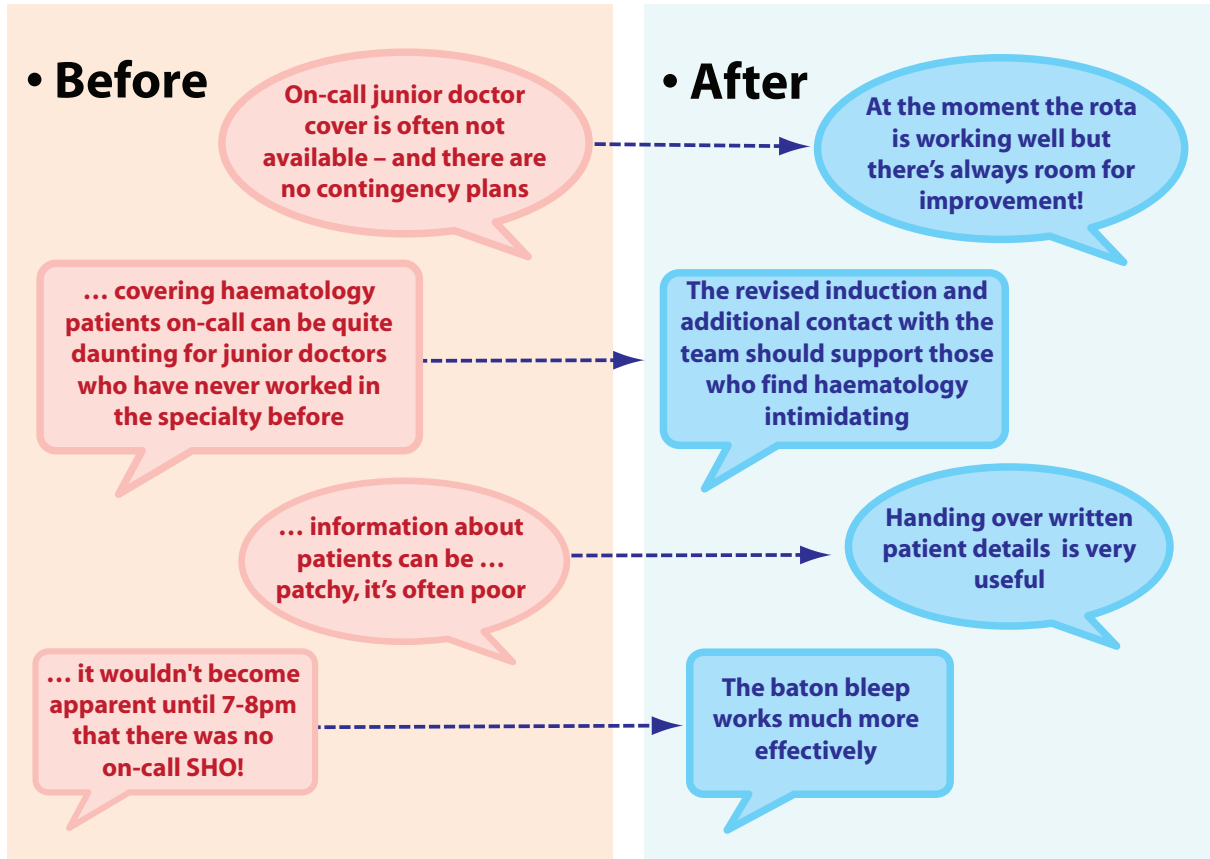 • Before
On-call junior doctor
cover is often not
available – and there are
no contingency plans
… covering haematology
patients on-call can be quite
daunting for junior doctors
who have never worked in
the specialty before
… information about
patients can be …
patchy, it’s often poor
… it wouldn't become
apparent until 7-8pm
that there was no
on-call SHO!
• After
At the moment the rota
is working well but
there’s always room for
improvement!
The revised induction and
additional contact with the
team should support those
who find haematology
intimidating
Handing over written
patient details is very
useful
The baton bleep
works much more
effectively